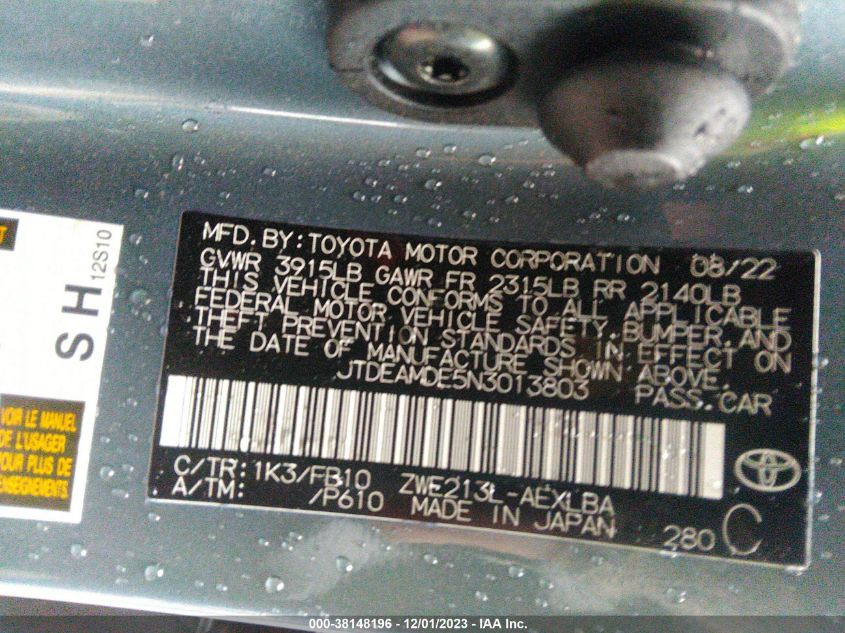 MFD. BY: TOYOTA MOTOR CORPORATION 08/22
GVWR 3915LB GAWR FR 2315LB RR 2140LB
THIS VEHICLE CONFORMS TO ALL APPLICABLE
FEDERAL MOTOR VEHICLE SAFETY, BUMPER, AND
THEFT PREVENTION STANDARDS IN EFFECT ON
THE DATE OF MANUFACTURE SHOWN ABOVE.
JTDEAMDE5N3013803 PASS. CAR
C/TR: 1K3/FB10 ZWE213L-AEXLBA
A/TM: /P610 MADE IN JAPAN
280 C
SH
12S10
VOIR LE MANUEL
DE L'USAGER
POUR PLUS DE
RENSEIGNEMENTS.
000-38148196 - 12/01/2023 - IAA Inc.